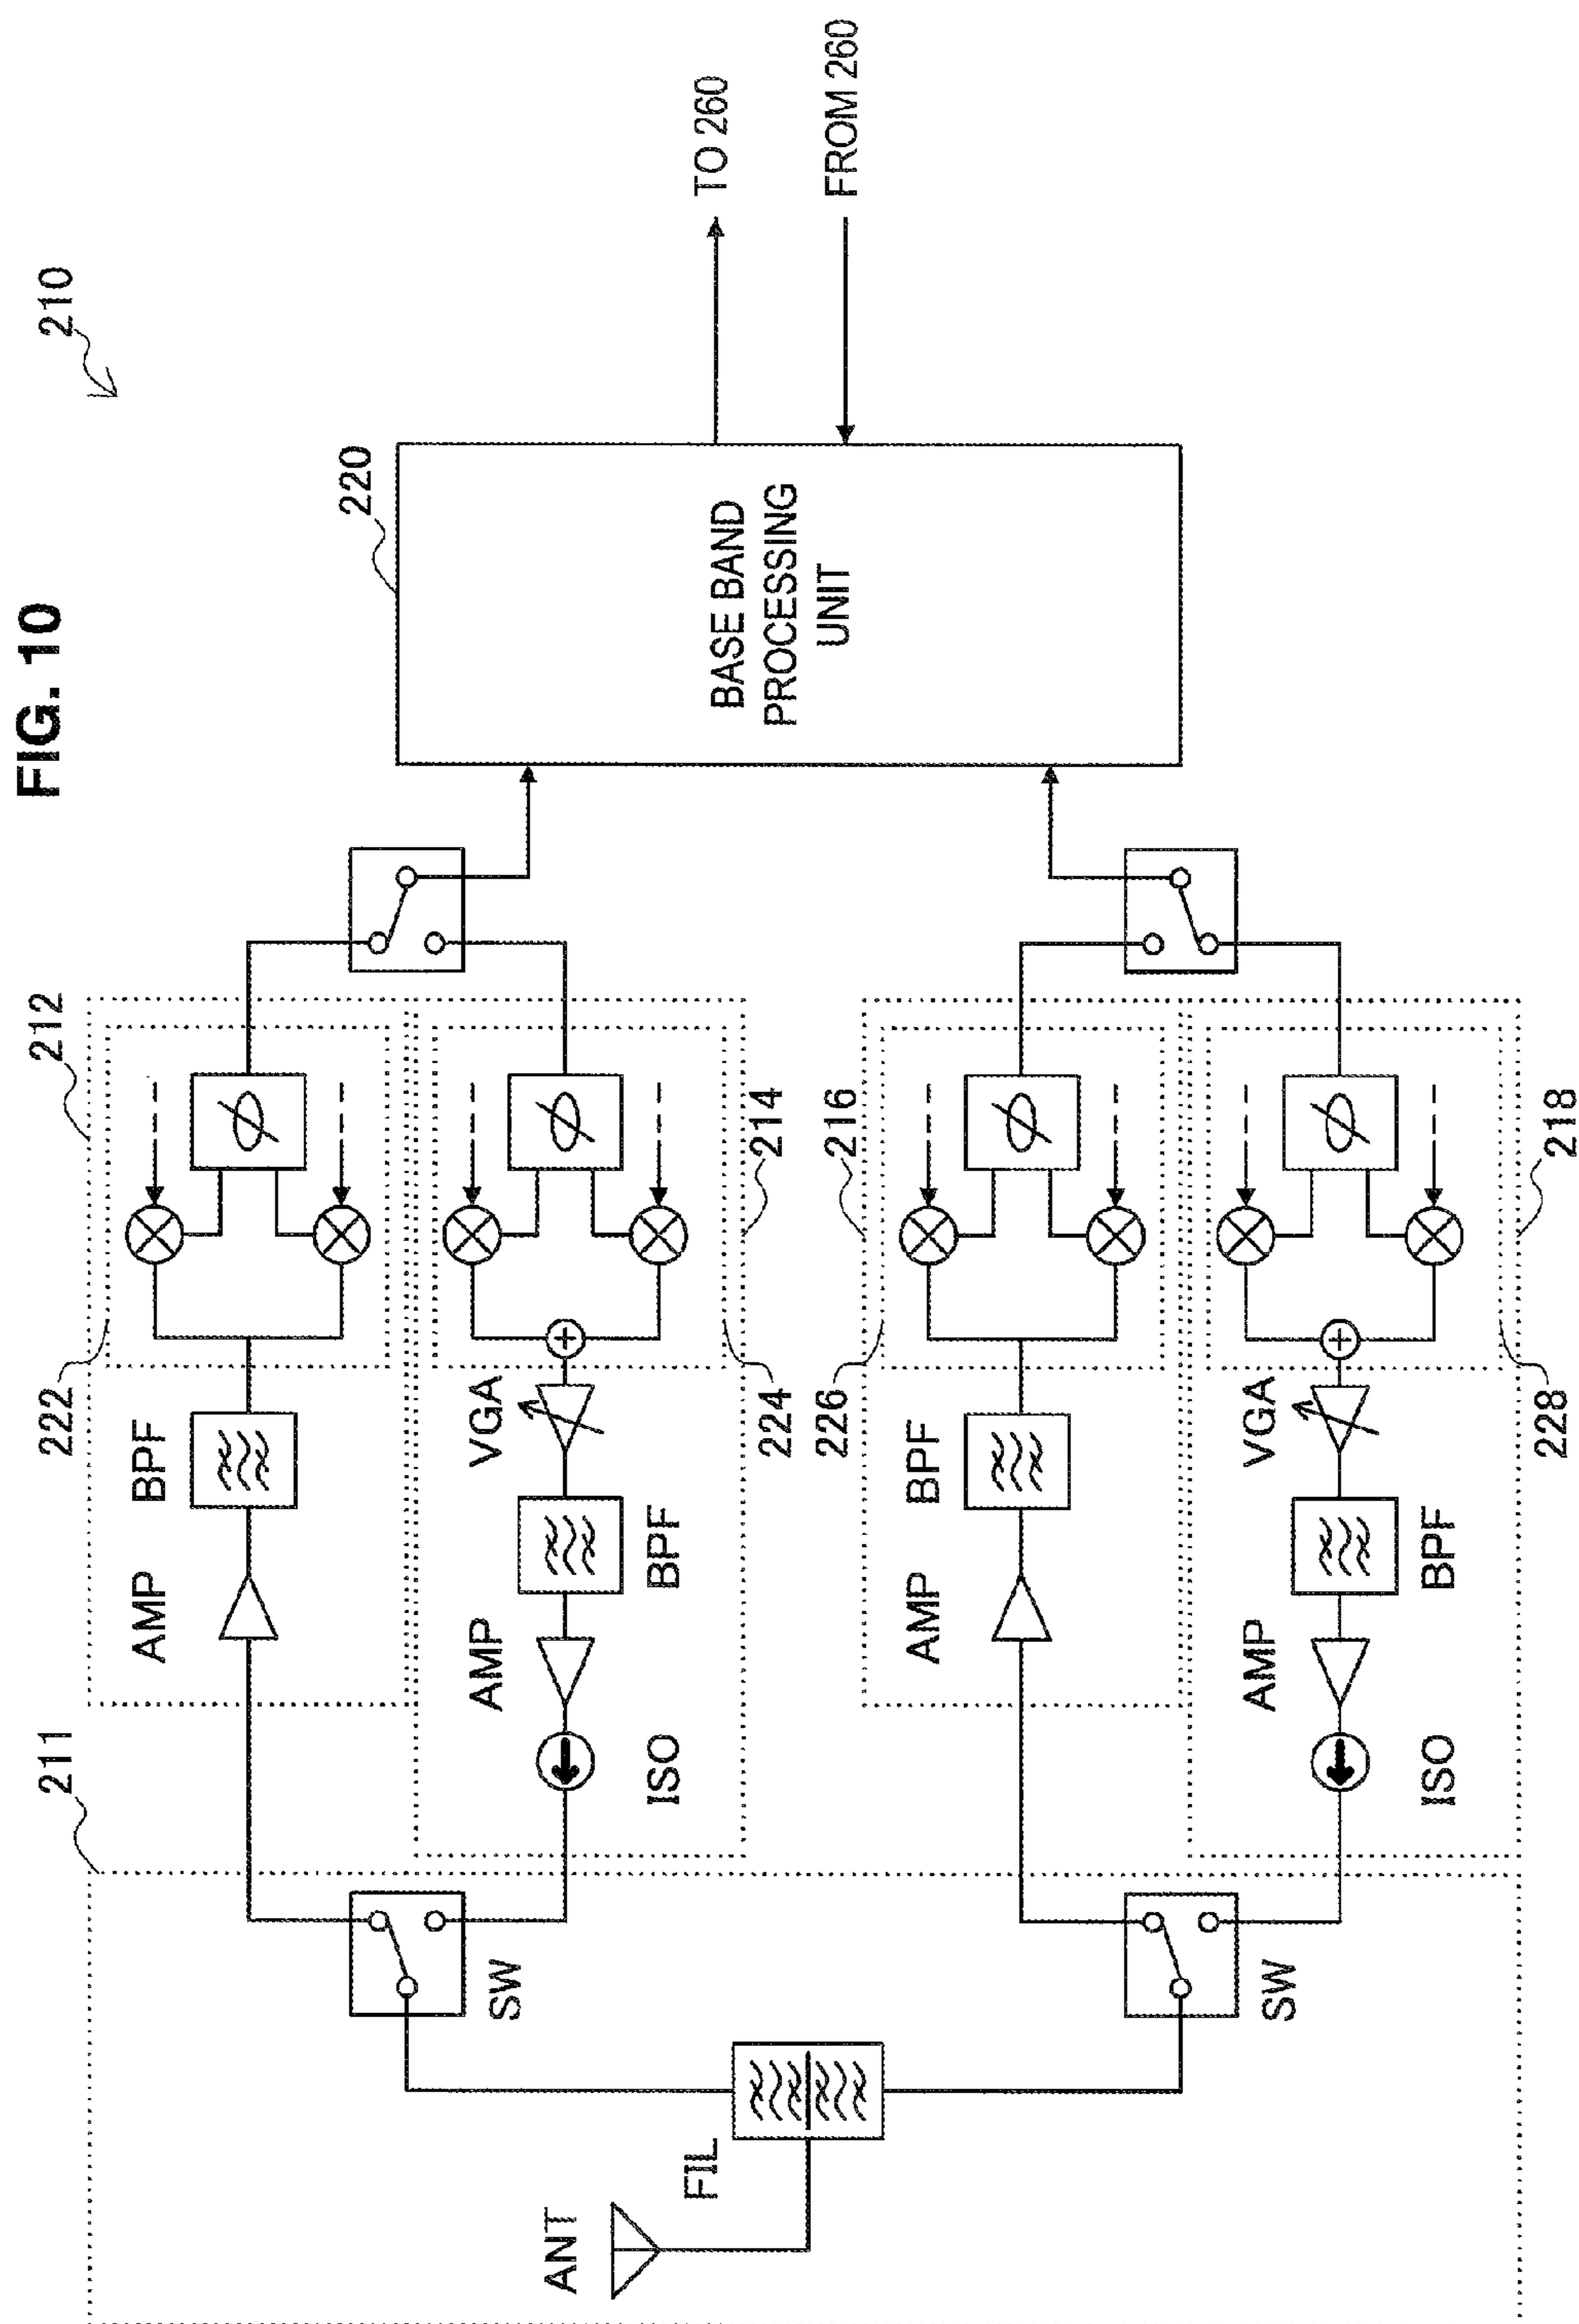 FIG. 10
210
220
BASE BAND
PROCESSING
UNIT
TO 260
FROM 260
211
ANT
FIL
SW
SW
212
222
AMP
BPF
214
224
VGA
BPF
AMP
ISO
216
226
AMP
BPF
218
228
VGA
BPF
AMP
ISO